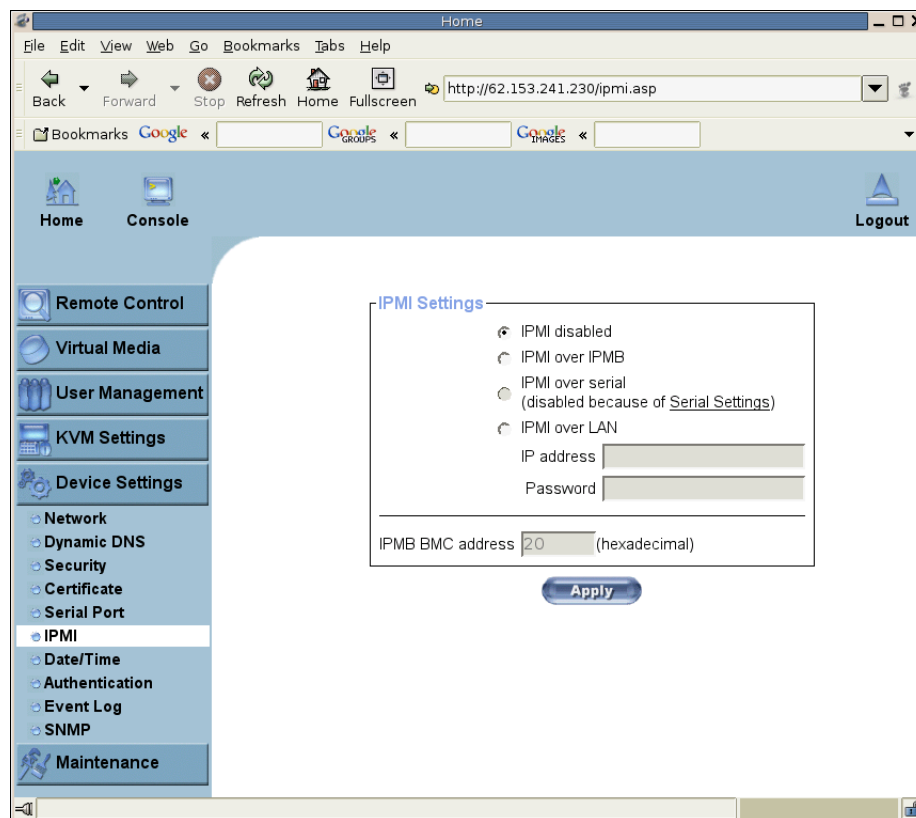 Home
File Edit View Web Go Bookmarks Tabs Help
Back Forward Stop Refresh Home Fullscreen http://62.153.241.230/ipmi.asp
Bookmarks Google « Google GROUPS « Google IMAGES «
Home Console Logout
Remote Control
Virtual Media
User Management
KVM Settings
Device Settings
Network
Dynamic DNS
Security
Certificate
Serial Port
IPMI
Date/Time
Authentication
Event Log
SNMP
Maintenance
IPMI Settings
IPMI disabled
IPMI over IPMB
IPMI over serial
(disabled because of Serial Settings)
IPMI over LAN
IP address
Password
IPMB BMC address 20 (hexadecimal)
Apply